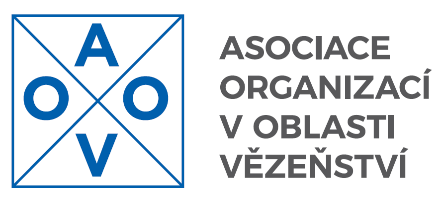 A
O O
V
ASOCIACE
ORGANIZACÍ
V OBLASTI
VĚZEŇSTVÍ